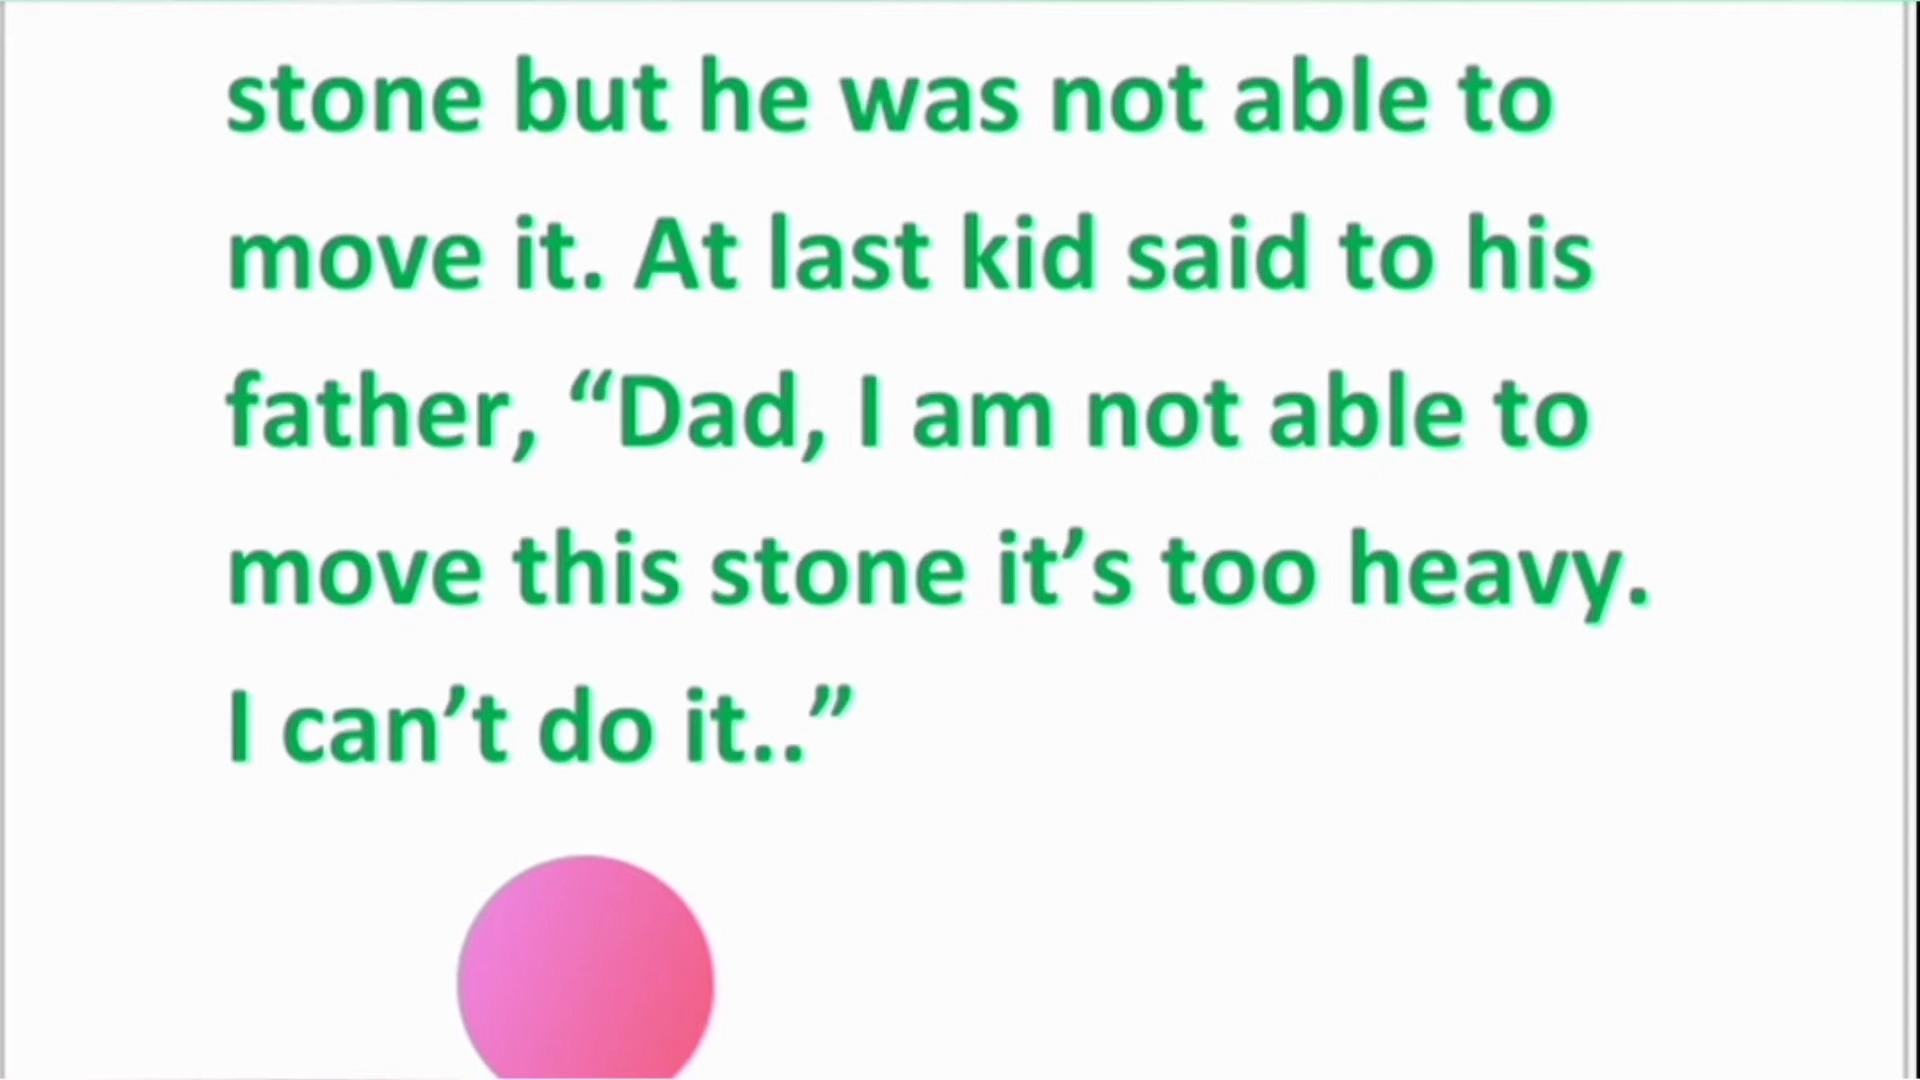 stone but he was not able to
move it. At last kid said to his
father, “Dad, I am not able to
move this stone it’s too heavy.
I can’t do it..”